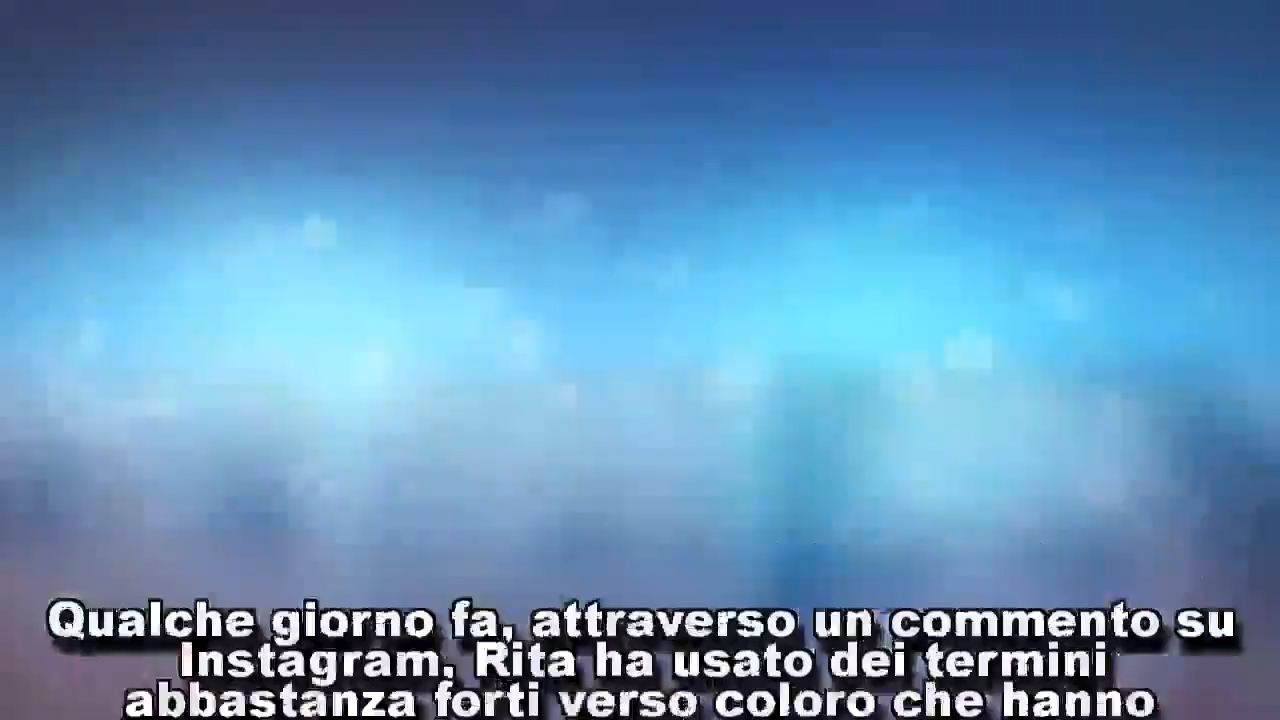 Qualche giorno fa, attraverso un commento su
Instagram, Rita ha usato dei termini
abbastanza forti verso coloro che hanno